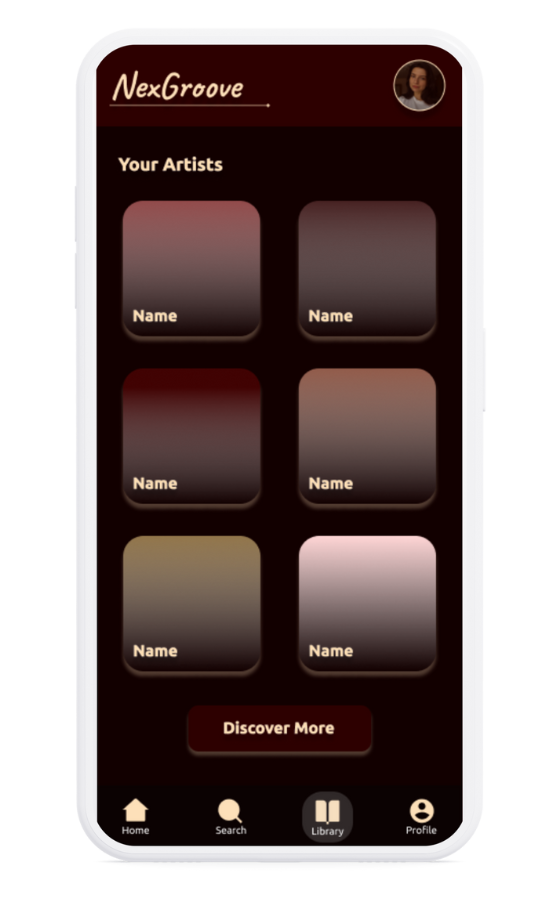 NexGroove
Your Artists
Name
Name
Name
Name
Name
Name
Discover More
Home
Search
Library
Profile